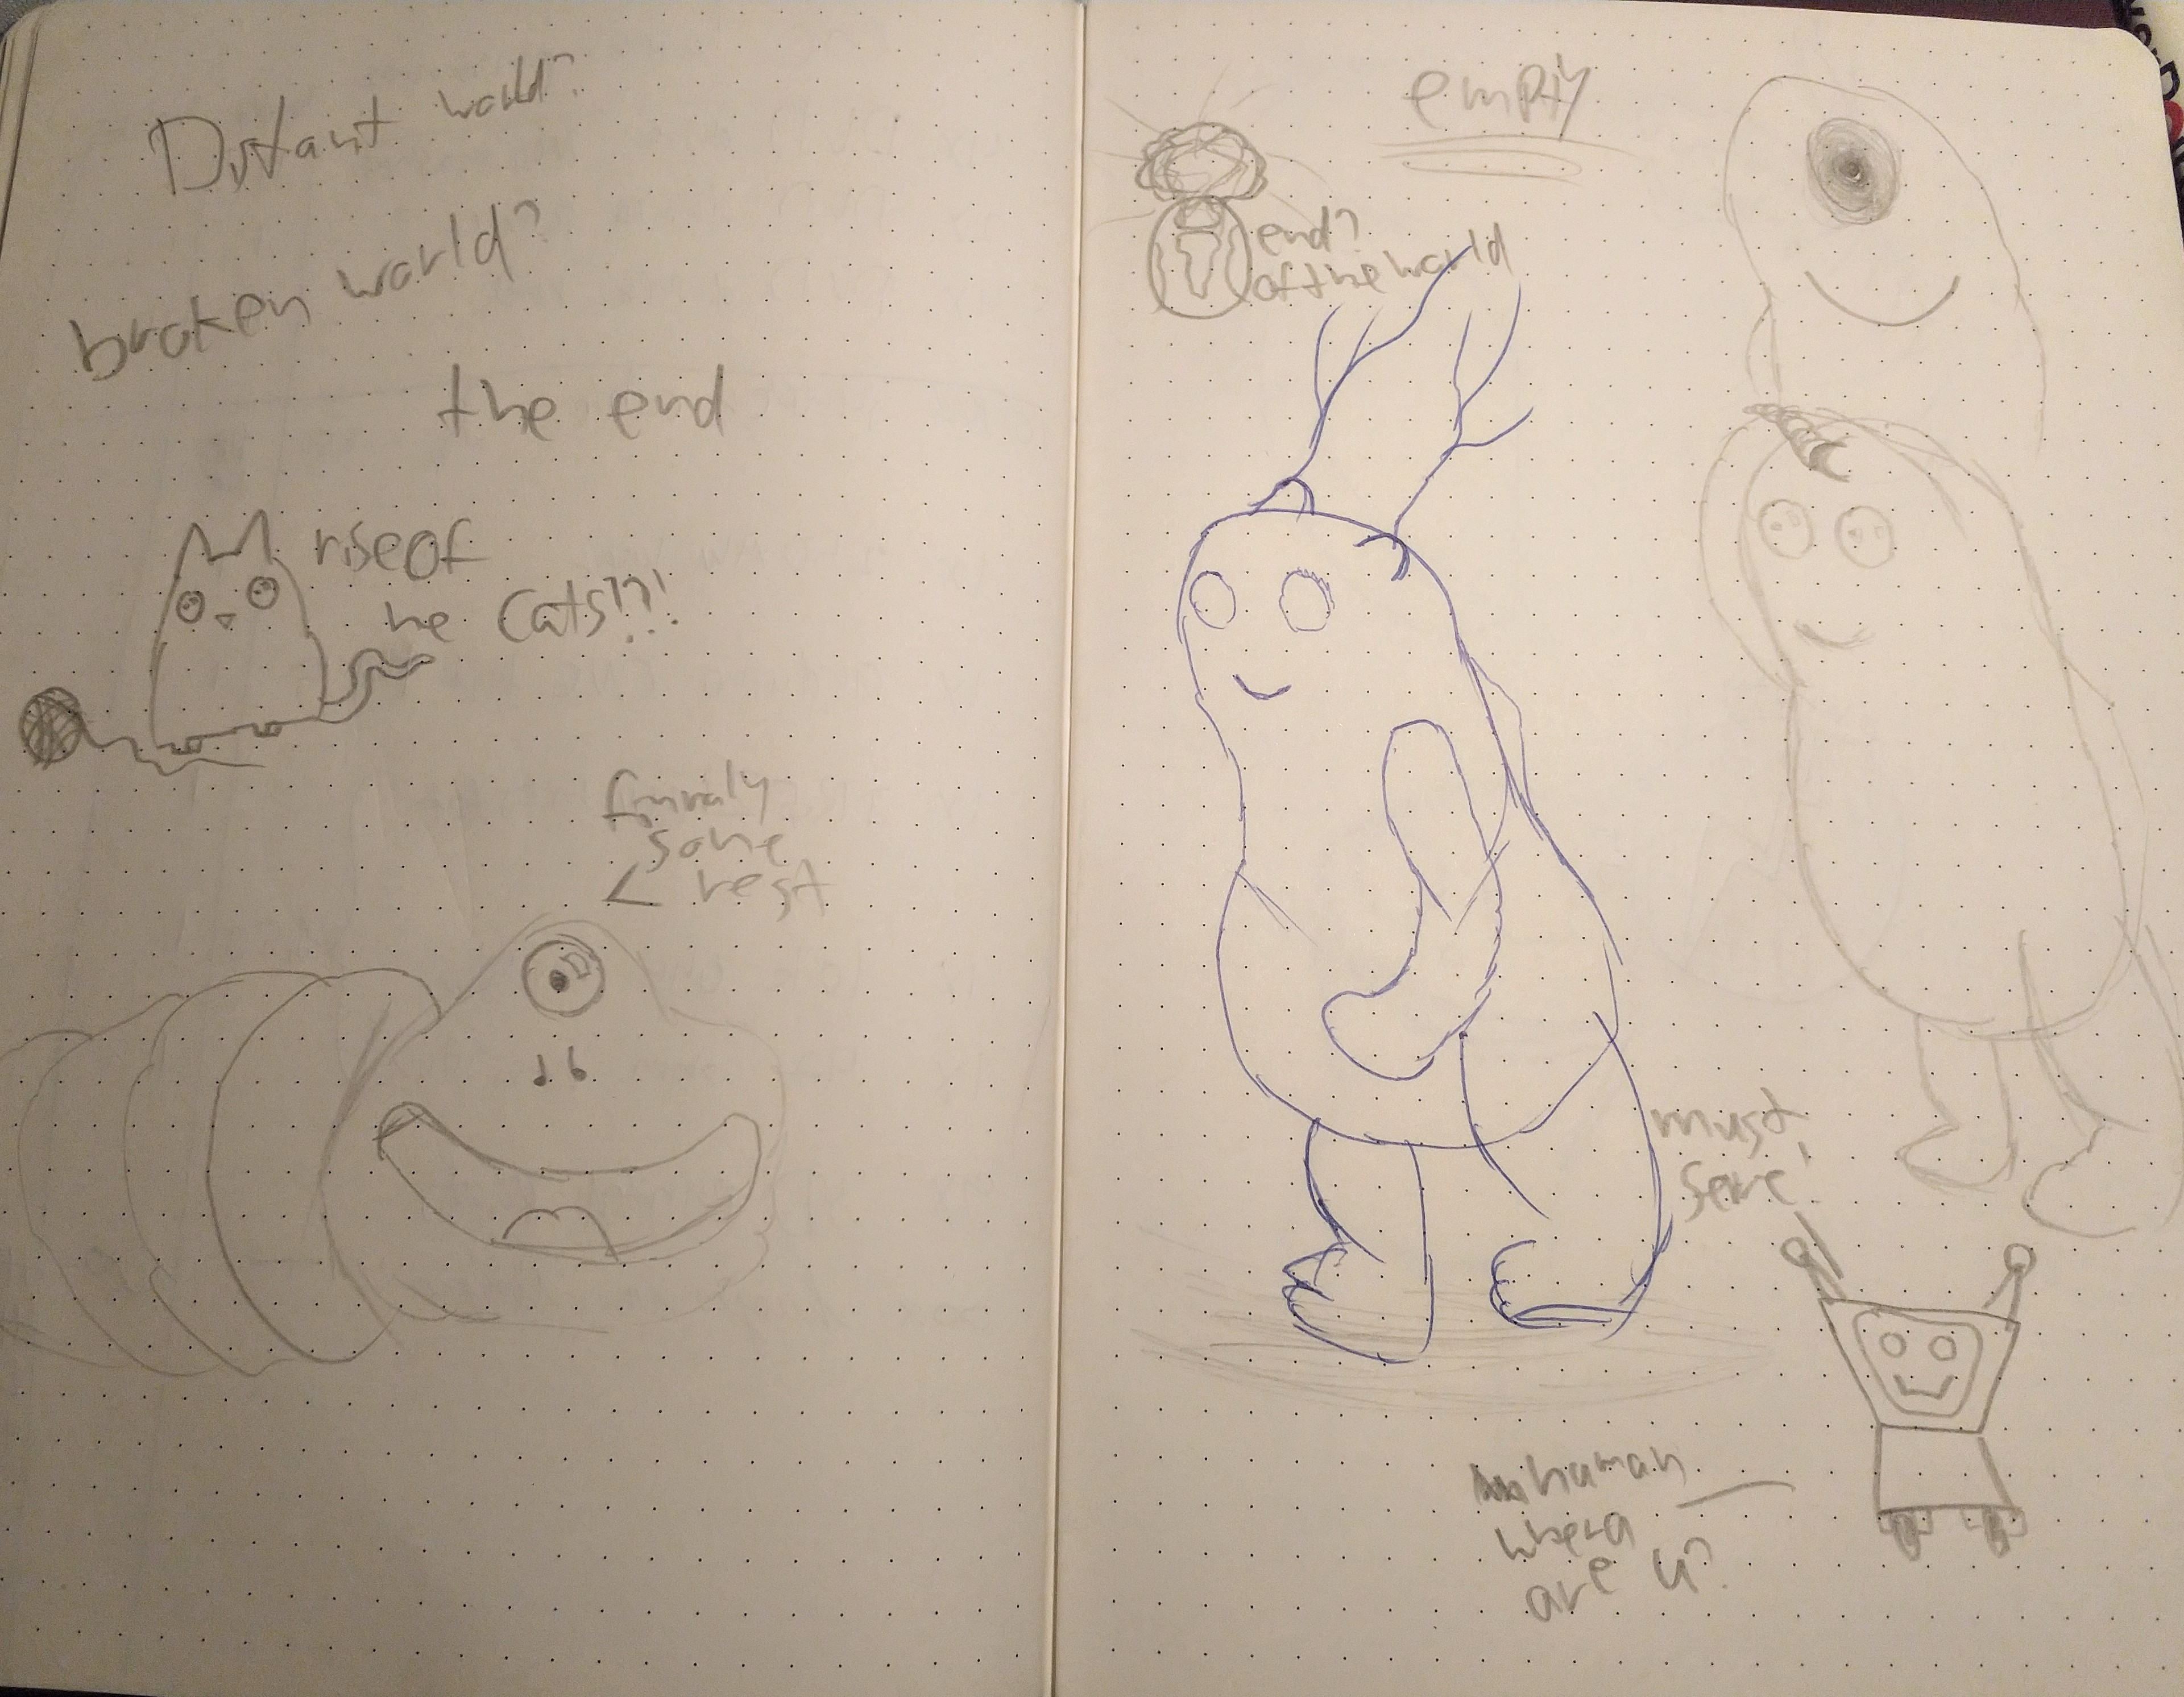 Distant world?
broken world?
the end
rise of
he Cats!?!
finaly
some
< rest
empty
end?
of the world
must
serve!
human
where
are u?